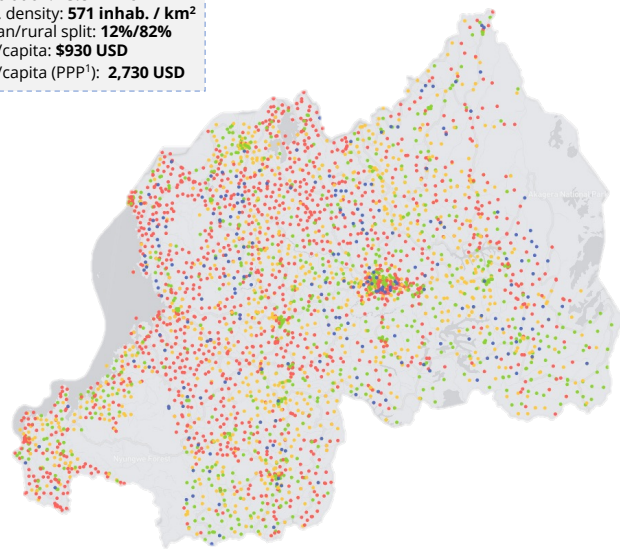 . density: 571 inhab. / km²
an/rural split: 12%/82%
/capita: $930 USD
/capita (PPP¹): 2,730 USD